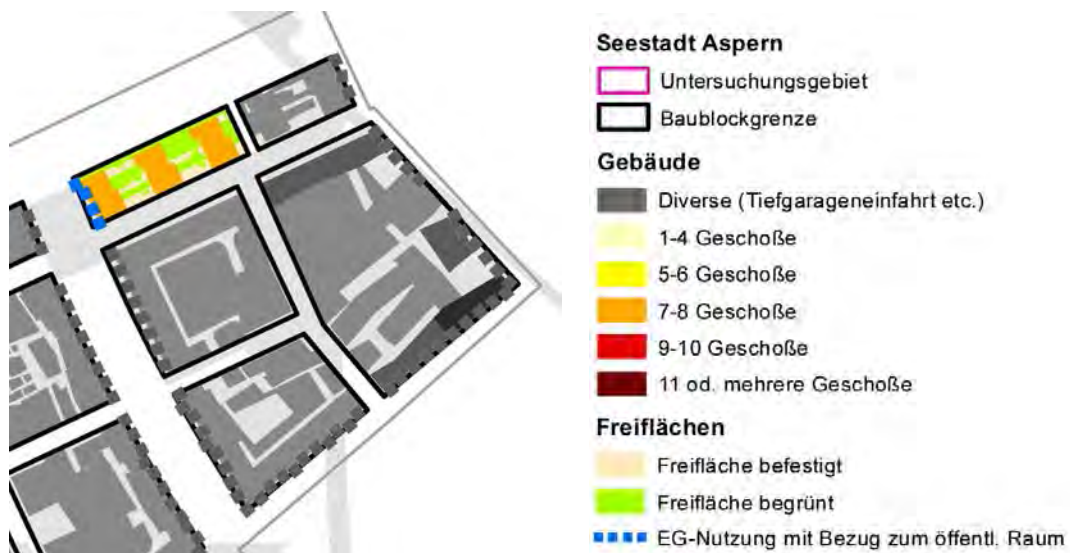 Seestadt Aspern
Untersuchungsgebiet
Baublockgrenze
Gebäude
Diverse (Tiefgarageneinfahrt etc.)
1-4 Geschoße
5-6 Geschoße
7-8 Geschoße
9-10 Geschoße
11 od. mehrere Geschoße
Freiflächen
Freifläche befestigt
Freifläche begrünt
EG-Nutzung mit Bezug zum öffentl. Raum